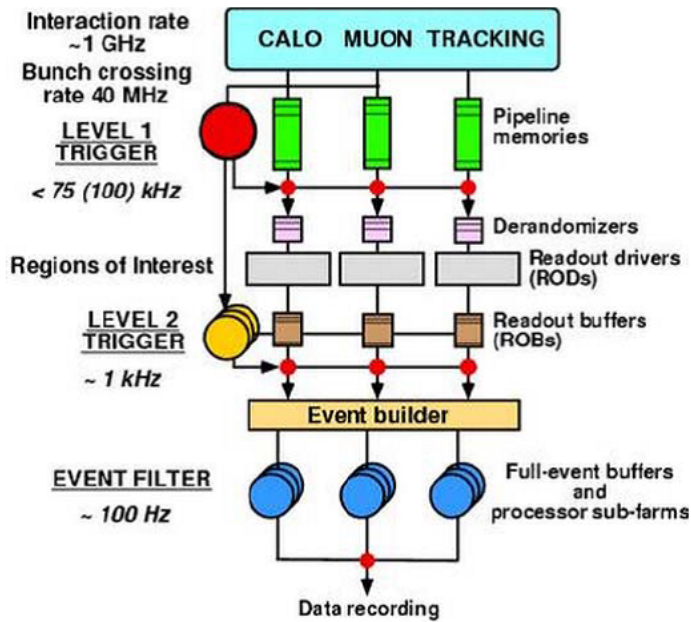 Interaction rate
~1 GHz
CALO MUON TRACKING
Bunch crossing
rate 40 MHz
LEVEL 1
TRIGGER
< 75 (100) kHz
Pipeline
memories
Derandomizers
Regions of Interest
Readout drivers
(RODs)
LEVEL 2
TRIGGER
~ 1 kHz
Readout buffers
(ROBs)
Event builder
EVENT FILTER
~ 100 Hz
Full-event buffers
and
processor sub-farms
Data recording